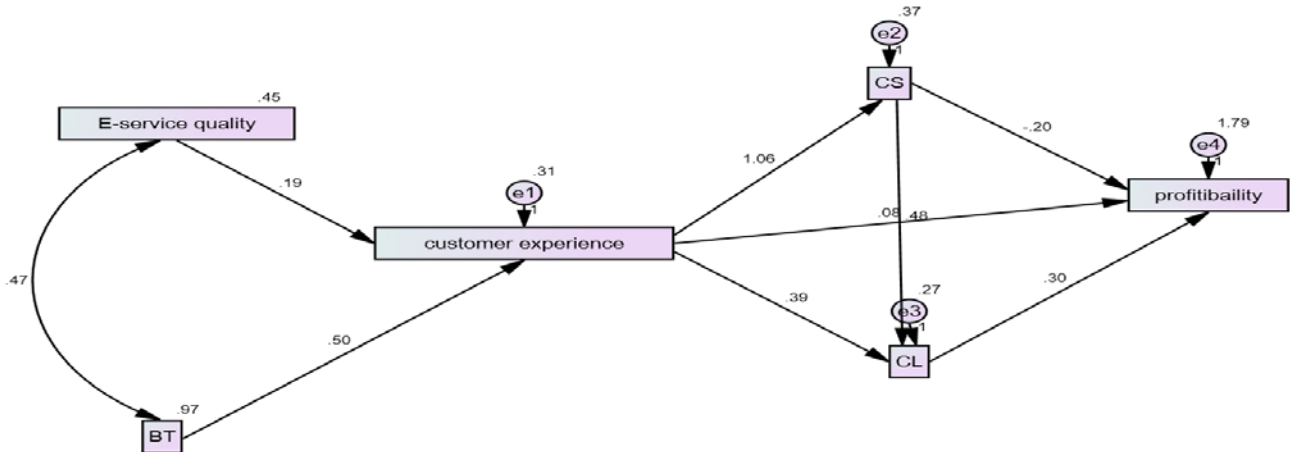 .37
e2
1
CS
.45
E-service quality
-.20
1.79
e4
1
1.06
.31
.19
e1
1
profitibaility
.08
.48
customer experience
.47
.39
.27
.30
e3
1
.50
CL
.97
BT